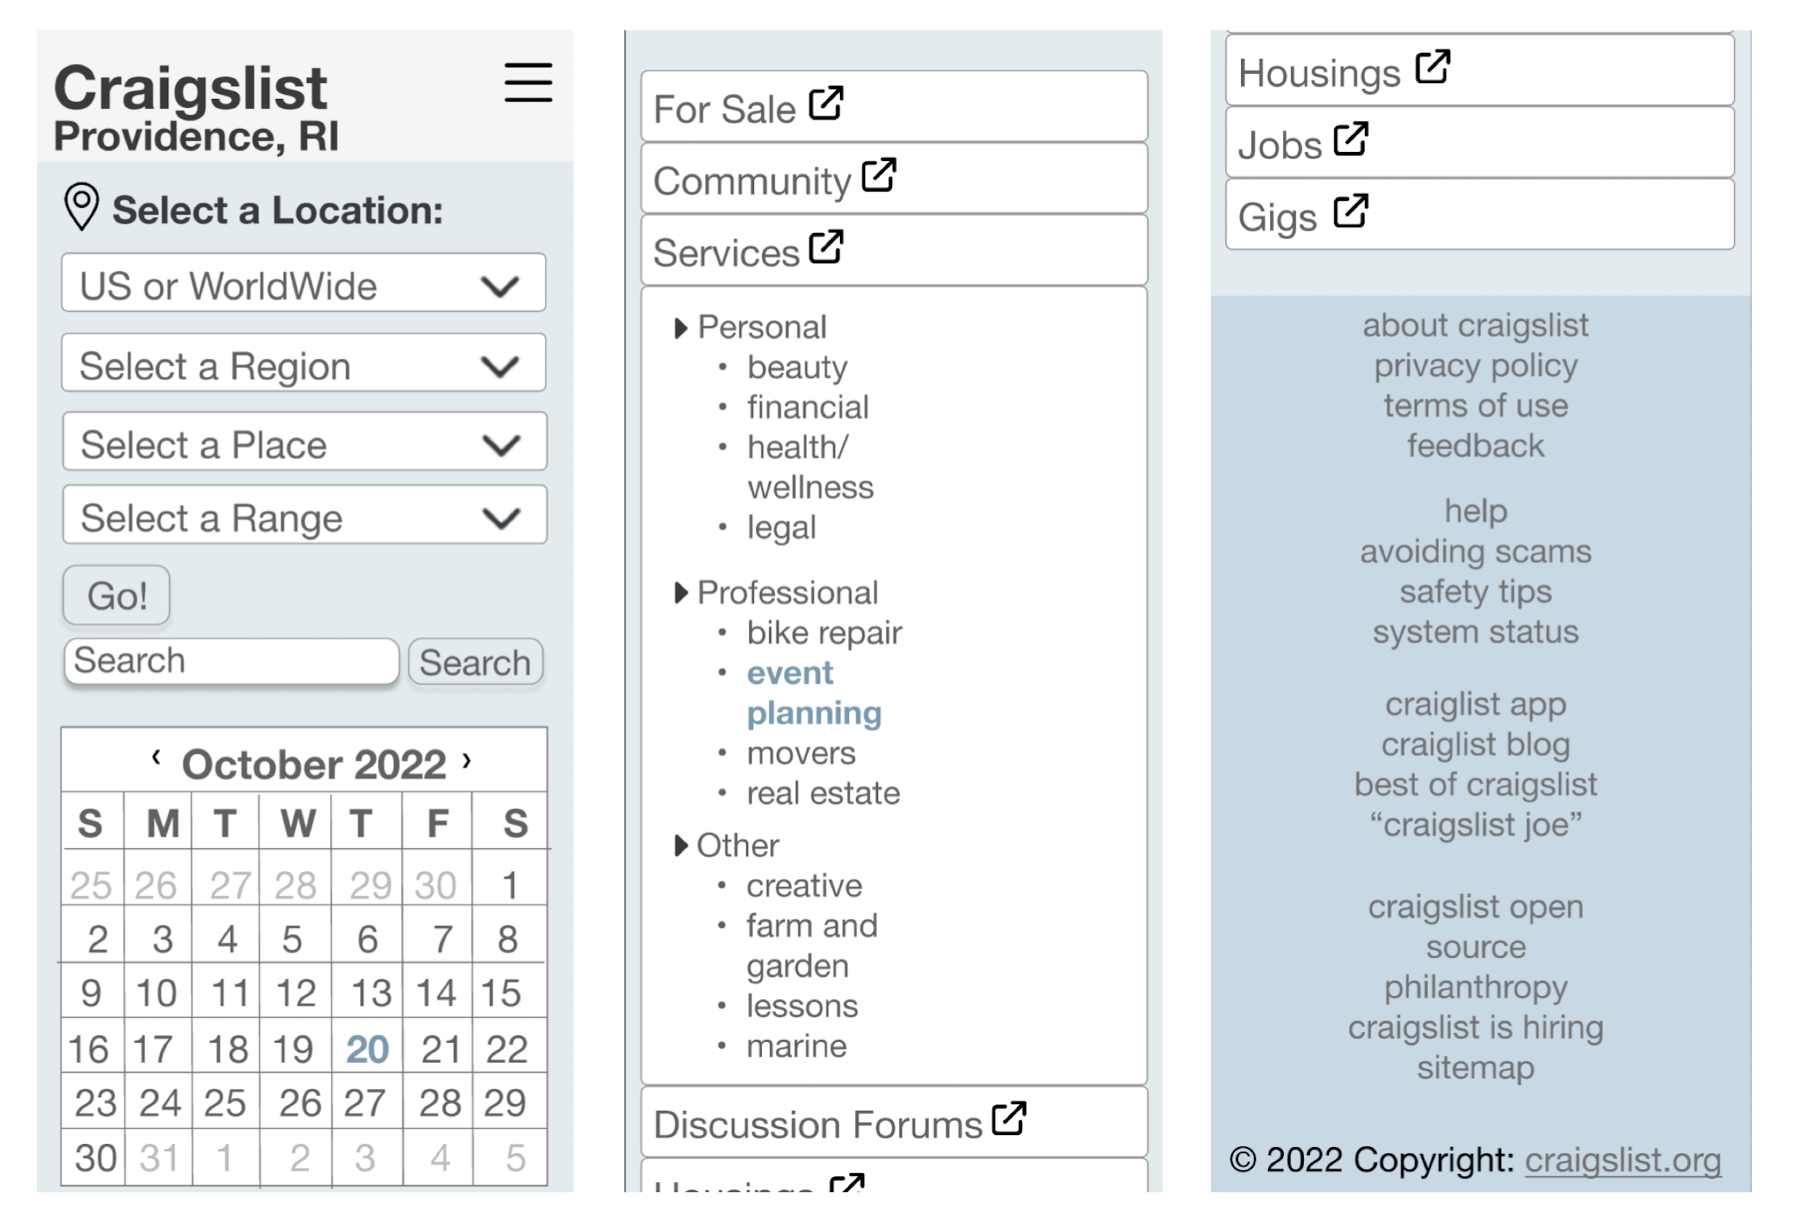 Craigslist
Providence, RI
Select a Location:
US or WorldWide
Select a Region
Select a Place
Select a Range
Go!
Search Search
‹ October 2022 ›
S M T W T F S
25 26 27 28 29 30 1
2 3 4 5 6 7 8
9 10 11 12 13 14 15
16 17 18 19 20 21 22
23 24 25 26 27 28 29
30 31 1 2 3 4 5
For Sale
Community
Services
Personal
• beauty
• financial
• health/
wellness
• legal
Professional
• bike repair
• event
planning
• movers
• real estate
Other
• creative
• farm and
garden
• lessons
• marine
Discussion Forums
Housings
Housings
Jobs
Gigs
about craigslist
privacy policy
terms of use
feedback
help
avoiding scams
safety tips
system status
craiglist app
craiglist blog
best of craigslist
“craigslist joe”
craigslist open
source
philanthropy
craigslist is hiring
sitemap
© 2022 Copyright: craigslist.org